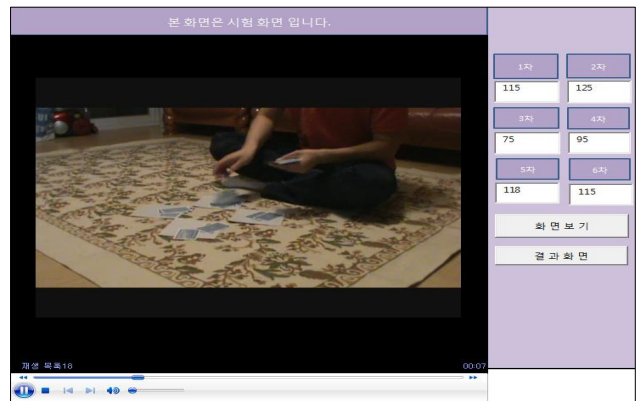 본 화면은 시험 화면 입니다.
1차 2차
115 125
3차 4차
75 95
5차 6차
118 115
화 면 보 기
결 과 화 면
재생 목록18 00:07